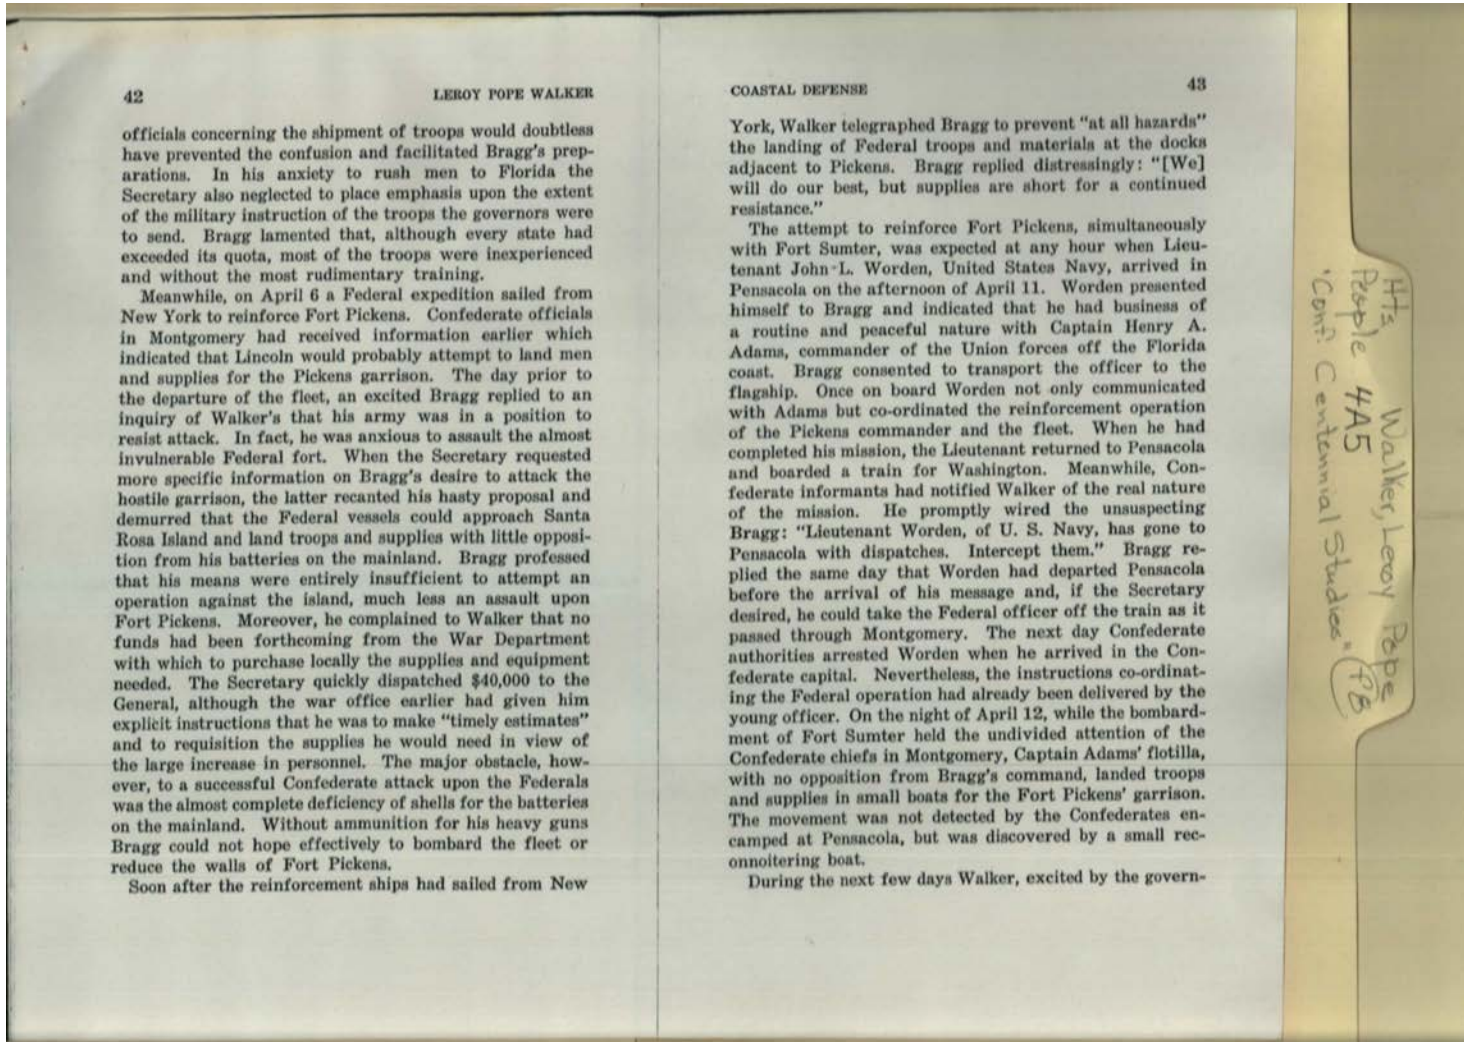 42 LEROY POPE WALKER
officials concerning the shipment of troops would doubtless
have prevented the confusion and facilitated Bragg's prep-
arations. In his anxiety to rush men to Florida the
Secretary also neglected to place emphasis upon the extent
of the military instruction of the troops the governors were
to send. Bragg lamented that, although every state had
exceeded its quota, most of the troops were inexperienced
and without the most rudimentary training.
Meanwhile, on April 6 a Federal expedition sailed from
New York to reinforce Fort Pickens. Confederate officials
in Montgomery had received information earlier which
indicated that Lincoln would probably attempt to land men
and supplies for the Pickens garrison. The day prior to
the departure of the fleet, an excited Bragg replied to an
inquiry of Walker's that his army was in a position to
resist attack. In fact, he was anxious to assault the almost
invulnerable Federal fort. When the Secretary requested
more specific information on Bragg's desire to attack the
hostile garrison, the latter recanted his hasty proposal and
demurred that the Federal vessels could approach Santa
Rosa Island and land troops and supplies with little opposi-
tion from his batteries on the mainland. Bragg professed
that his means were entirely insufficient to attempt an
operation against the island, much less an assault upon
Fort Pickens. Moreover, he complained to Walker that no
funds had been forthcoming from the War Department
with which to purchase locally the supplies and equipment
needed. The Secretary quickly dispatched $40,000 to the
General, although the war office earlier had given him
explicit instructions that he was to make "timely estimates"
and to requisition the supplies he would need in view of
the large increase in personnel. The major obstacle, how-
ever, to a successful Confederate attack upon the Federals
was the almost complete deficiency of shells for the batteries
on the mainland. Without ammunition for his heavy guns
Bragg could not hope effectively to bombard the fleet or
reduce the walls of Fort Pickens.
Soon after the reinforcement ships had sailed from New
COASTAL DEFENSE 43
York, Walker telegraphed Bragg to prevent "at all hazards"
the landing of Federal troops and materials at the docks
adjacent to Pickens. Bragg replied distressingly: "[We]
will do our best, but supplies are short for a continued
resistance."
The attempt to reinforce Fort Pickens, simultaneously
with Fort Sumter, was expected at any hour when Lieu-
tenant John L. Worden, United States Navy, arrived in
Pensacola on the afternoon of April 11. Worden presented
himself to Bragg and indicated that he had business of
a routine and peaceful nature with Captain Henry A.
Adams, commander of the Union forces off the Florida
coast. Bragg consented to transport the officer to the
flagship. Once on board Worden not only communicated
with Adams but co-ordinated the reinforcement operation
of the Pickens commander and the fleet. When he had
completed his mission, the Lieutenant returned to Pensacola
and boarded a train for Washington. Meanwhile, Con-
federate informants had notified Walker of the real nature
of the mission. He promptly wired the unsuspecting
Bragg: "Lieutenant Worden, of U. S. Navy, has gone to
Pensacola with dispatches. Intercept them." Bragg re-
plied the same day that Worden had departed Pensacola
before the arrival of his message and, if the Secretary
desired, he could take the Federal officer off the train as it
passed through Montgomery. The next day Confederate
authorities arrested Worden when he arrived in the Con-
federate capital. Nevertheless, the instructions co-ordinat-
ing the Federal operation had already been delivered by the
young officer. On the night of April 12, while the bombard-
ment of Fort Sumter held the undivided attention of the
Confederate chiefs in Montgomery, Captain Adams' flotilla,
with no opposition from Bragg's command, landed troops
and supplies in small boats for the Fort Pickens' garrison.
The movement was not detected by the Confederates en-
camped at Pensacola, but was discovered by a small rec-
onnoitering boat.
During the next few days Walker, excited by the govern-
Hts, Walker, Leroy Pope
People 4A5
"Conf. Centennial Studies" PB